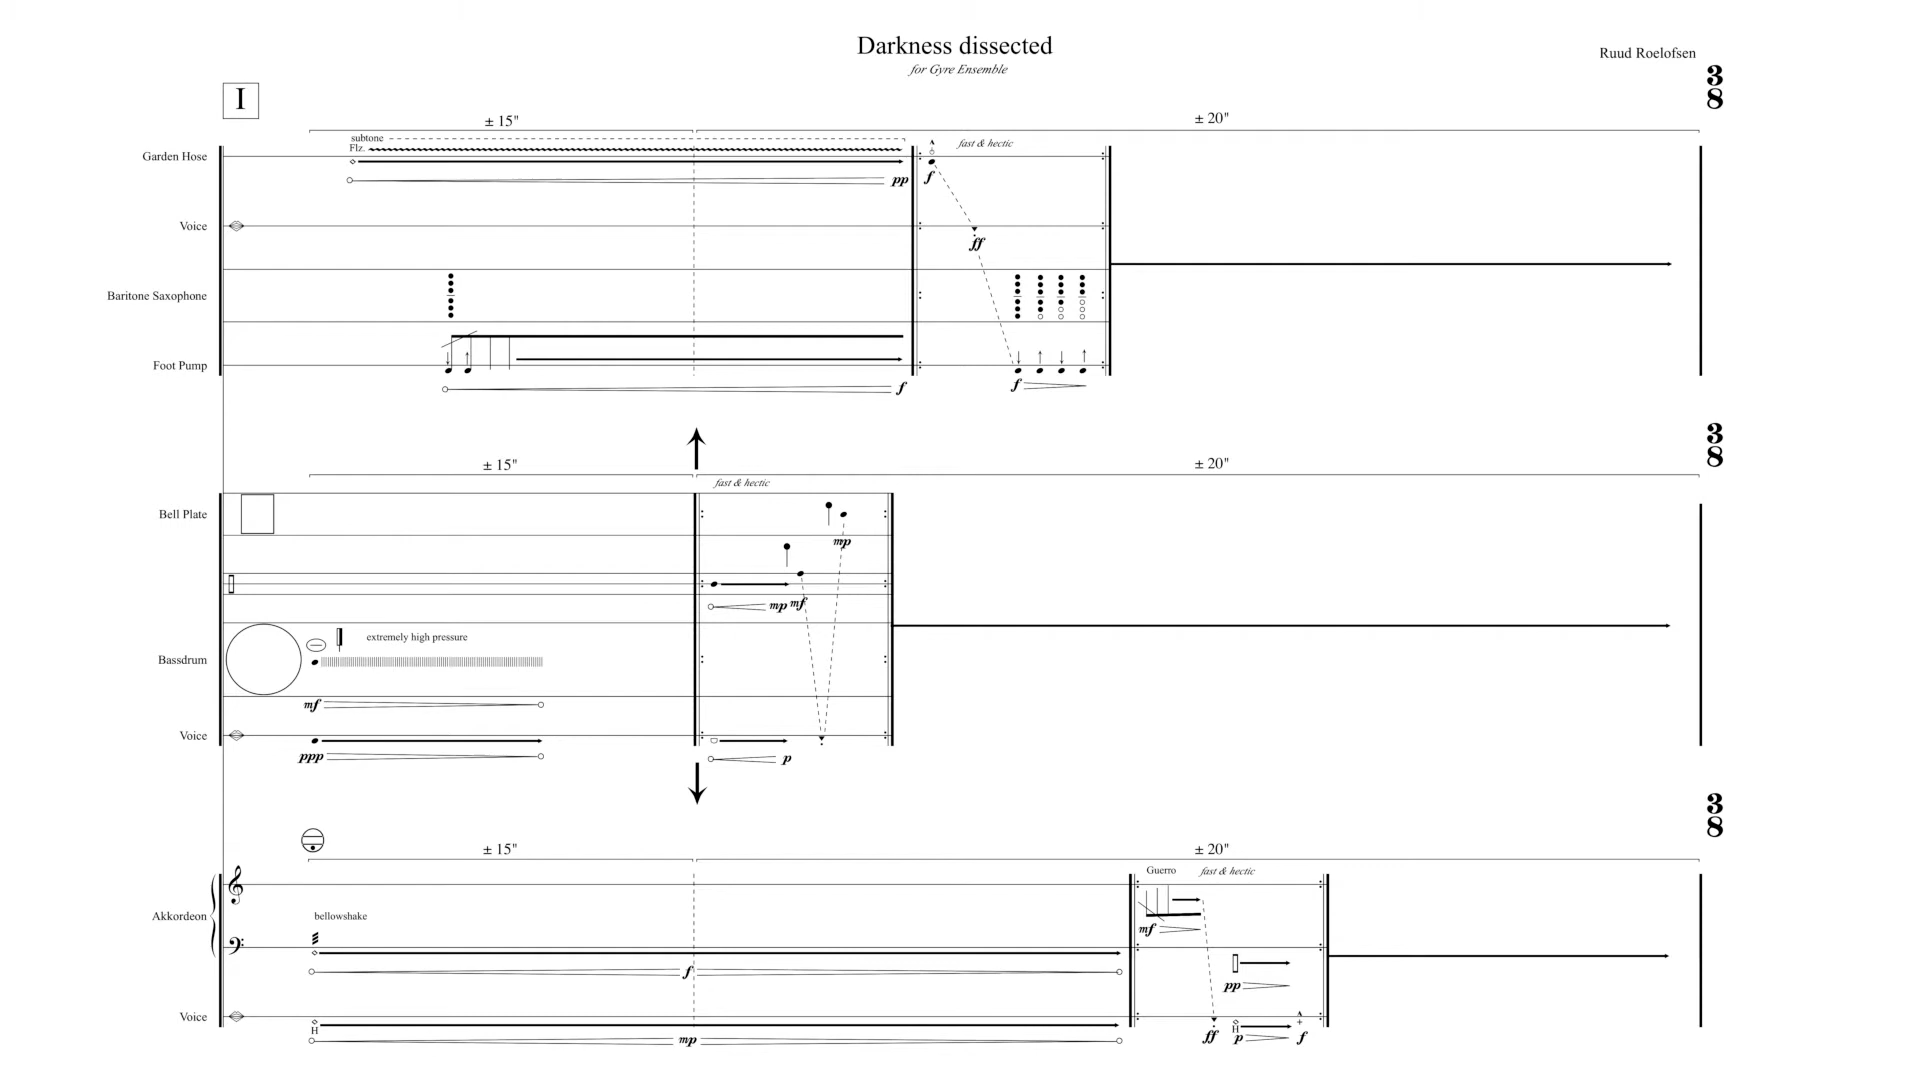 Darkness dissected
for Gyre Ensemble
Ruud Roelofsen
I
3
8
± 15"
± 20"
subtone
Flz.
fast & hectic
Garden Hose
pp
f
Voice
ff
Baritone Saxophone
Foot Pump
f
f
3
8
± 15"
± 20"
fast & hectic
Bell Plate
mp
mp mf
extremely high pressure
Bassdrum
mf
Voice
ppp
p
3
8
± 15"
± 20"
Guerro
fast & hectic
Akkordeon
bellowshake
mf
f
pp
Voice
H
H
mp
ff
p
f